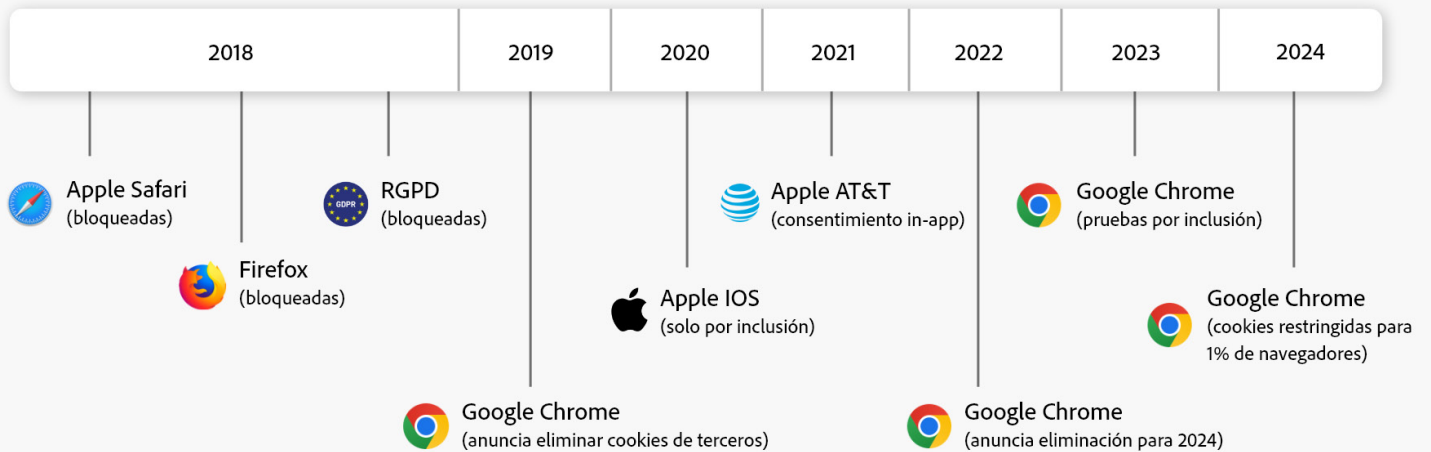 2018
2019
2020
2021
2022
2023
2024
Apple Safari
(bloqueadas)
Firefox
(bloqueadas)
GDPR
RGPD
(bloqueadas)
Google Chrome
(anuncia eliminar cookies de terceros)
Apple IOS
(solo por inclusión)
Apple AT&T
(consentimiento in-app)
Google Chrome
(anuncia eliminación para 2024)
Google Chrome
(pruebas por inclusión)
Google Chrome
(cookies restringidas para
1% de navegadores)